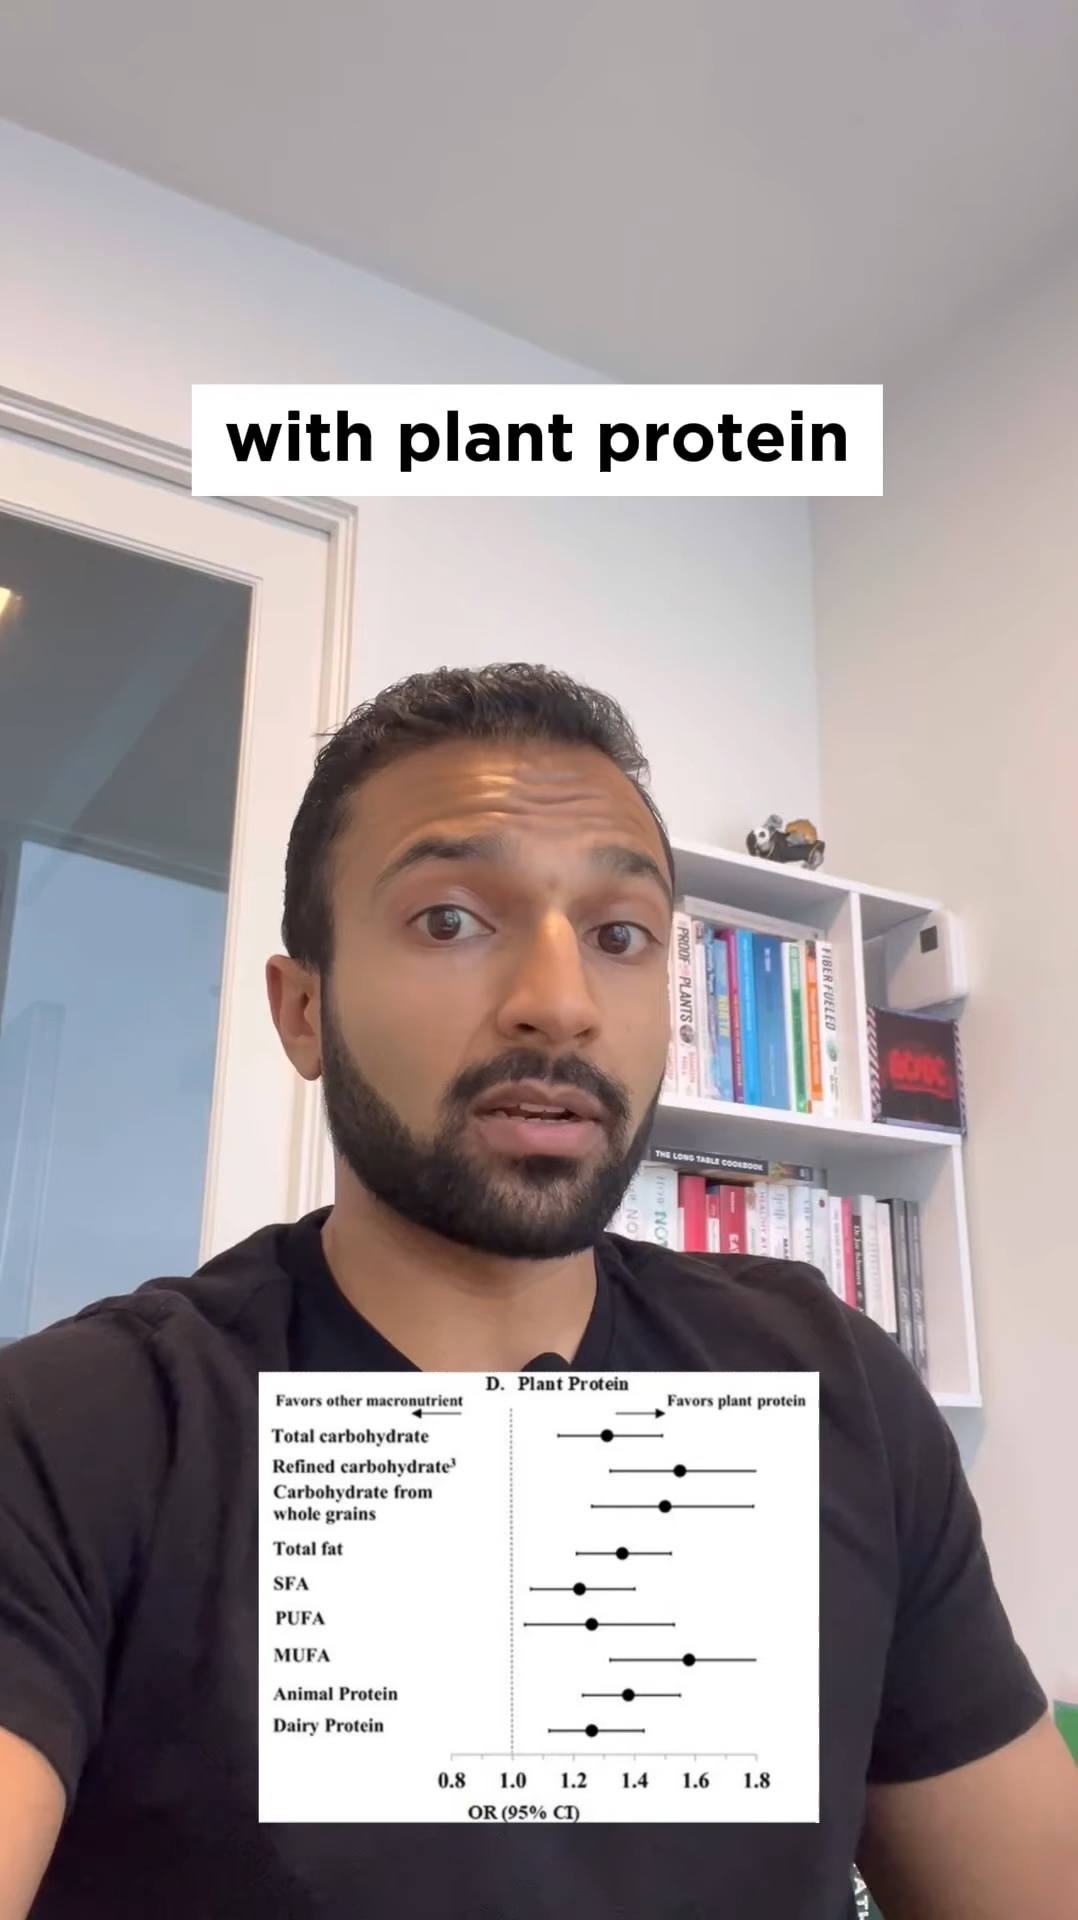 with plant protein
PROOF PLANTS
FIBER FUELED
AC/DC
THE LONG TABLE COOKBOOK
D. Plant Protein
Favors other macronutrient
Favors plant protein
Total carbohydrate
Refined carbohydrate³
Carbohydrate from
whole grains
Total fat
SFA
PUFA
MUFA
Animal Protein
Dairy Protein
0.8 1.0 1.2 1.4 1.6 1.8
OR (95% CI)